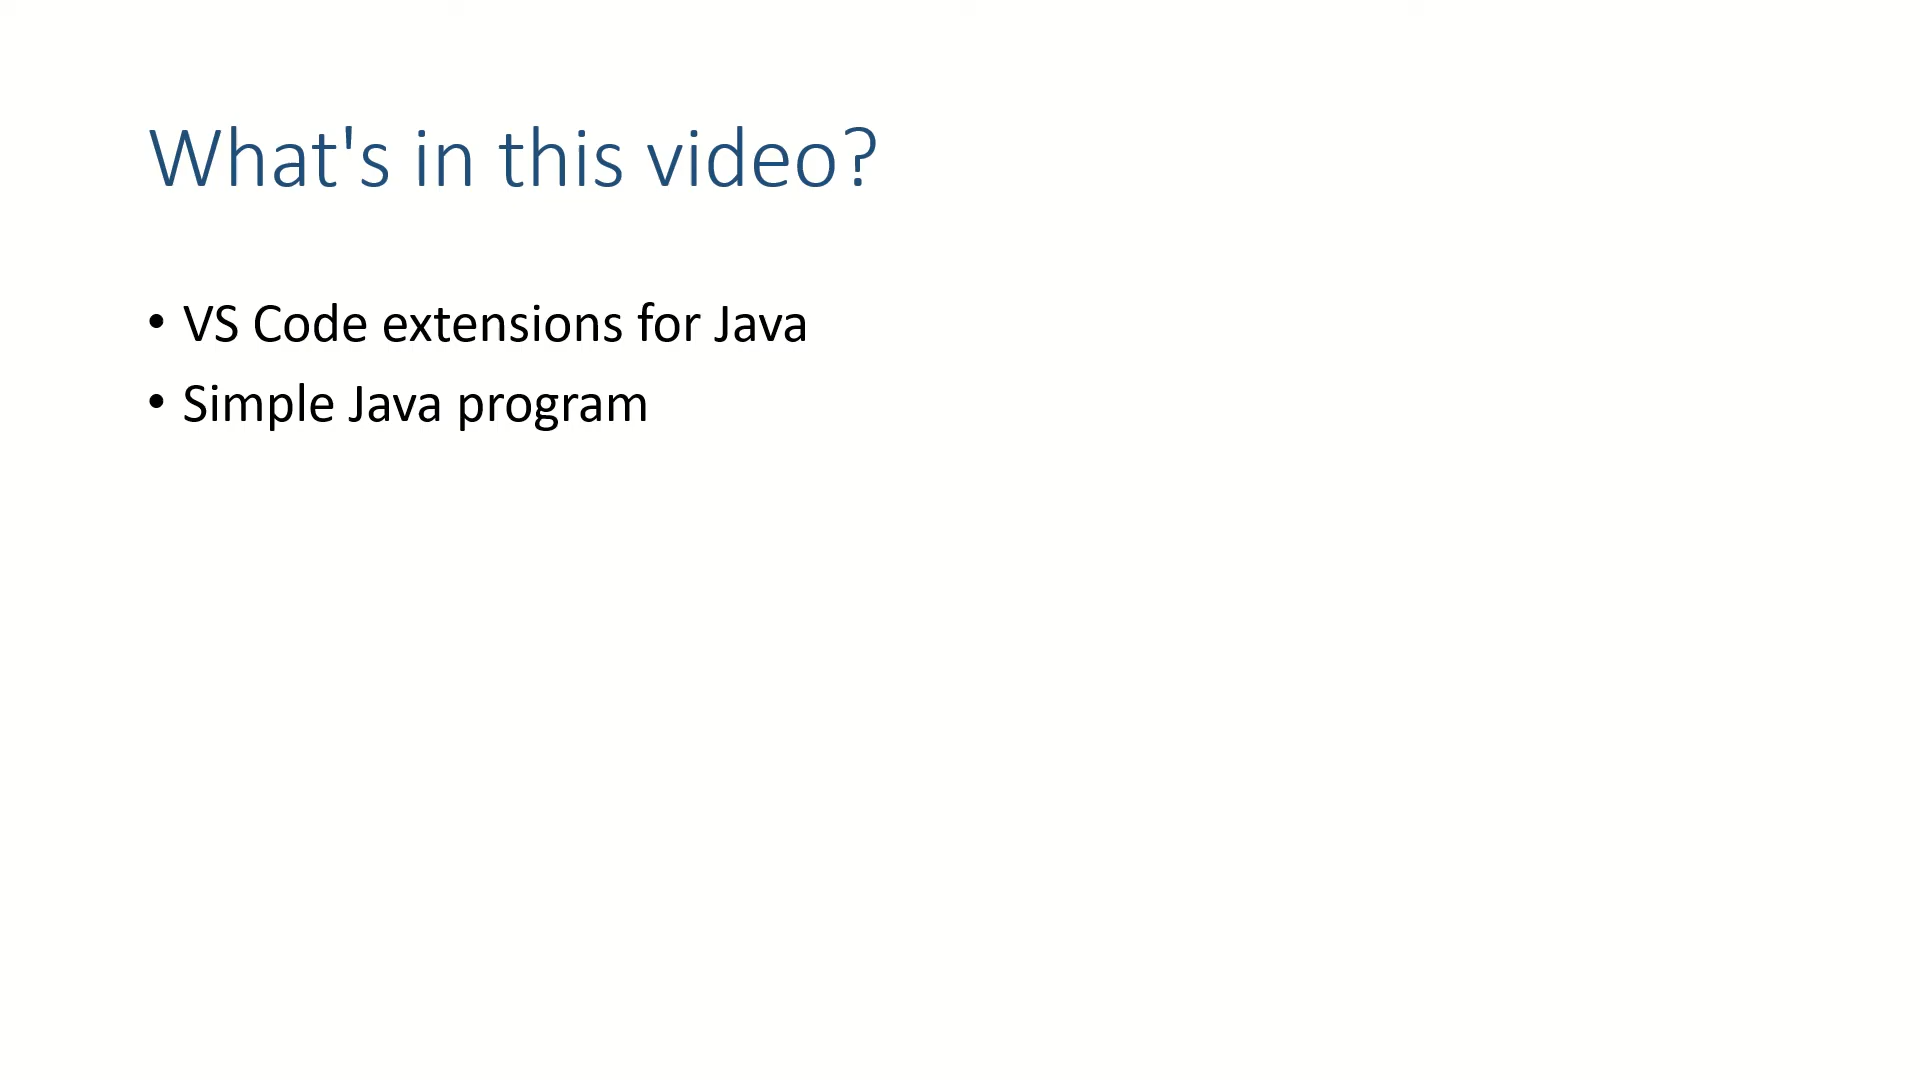 What's in this video?
• VS Code extensions for Java
• Simple Java program